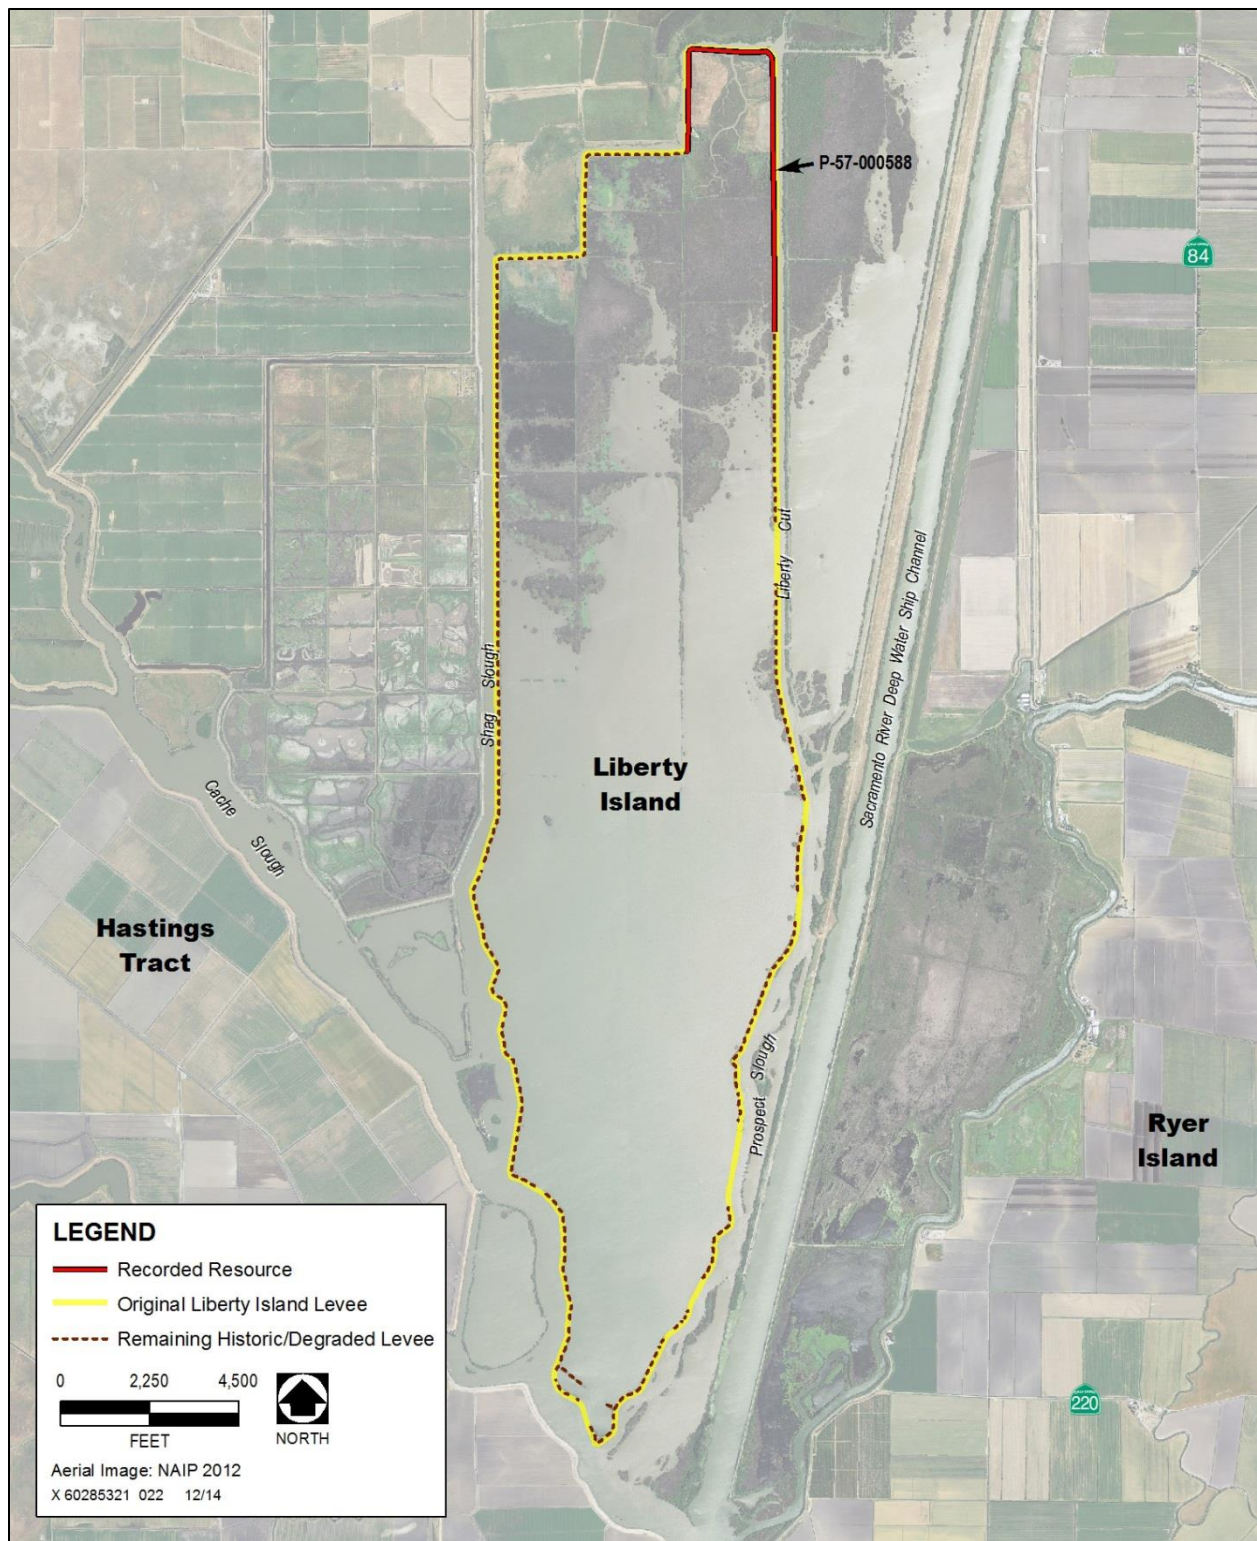 P-57-000588
84
Liberty Cut
Sacramento River Deep Water Ship Channel
Shag Slough
Liberty
Island
Cache Slough
Hastings
Tract
Prospect Slough
Ryer
Island
220
LEGEND
Recorded Resource
Original Liberty Island Levee
Remaining Historic/Degraded Levee
0 2,250 4,500
FEET
NORTH
Aerial Image: NAIP 2012
X 60285321 022 12/14